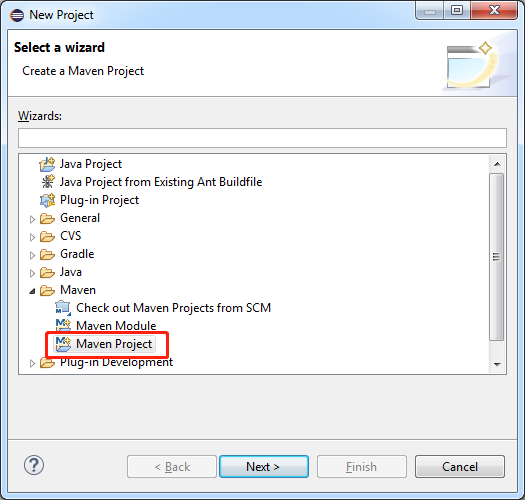 New Project
Select a wizard
Create a Maven Project
Wizards:
Java Project
Java Project from Existing Ant Buildfile
Plug-in Project
General
CVS
Gradle
Java
Maven
Check out Maven Projects from SCM
Maven Module
Maven Project
Plug-in Development
? < Back Next > Finish Cancel